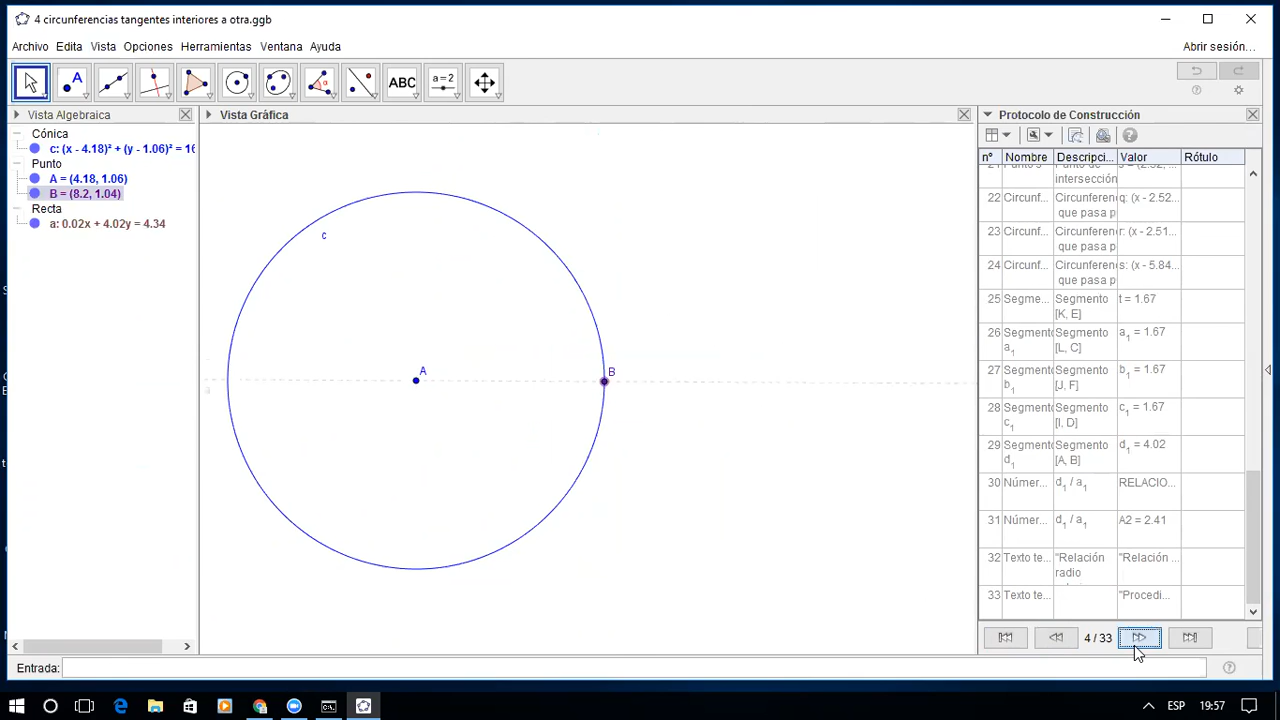 4 circunferencias tangentes interiores a otra.ggb
Archivo Edita Vista Opciones Herramientas Ventana Ayuda
Abrir sesión...
A
ABC
a=2
α
Vista Algebraica
Vista Gráfica
Protocolo de Construcción
Cónica
c: (x - 4.18)² + (y - 1.06)² = 16
Punto
A = (4.18, 1.06)
B = (8.2, 1.04)
Recta
a: 0.02x + 4.02y = 4.34
c
A
B
nº Nombre Descripci... Valor Rótulo
intersección
22 Circunf... Circunferen q: (x - 2.52...
que pasa p
23 Circunf... Circunferen r: (x - 2.51...
que pasa p
24 Circunf... Circunferen s: (x - 5.84...
que pasa p
25 Segme... Segmento t = 1.67
[K, E]
26 Segmento Segmento a₁ = 1.67
a₁ [L, C]
27 Segmento Segmento b₁ = 1.67
b₁ [J, F]
28 Segmento Segmento c₁ = 1.67
c₁ [I, D]
29 Segmento Segmento d₁ = 4.02
d₁ [A, B]
30 Númer... d₁ / a₁ RELACIO...
31 Númer... d₁ / a₁ A2 = 2.41
32 Texto te... "Relación "Relación ...
radio
33 Texto te... "Procedi...
4 / 33
Entrada:
ESP 19:57